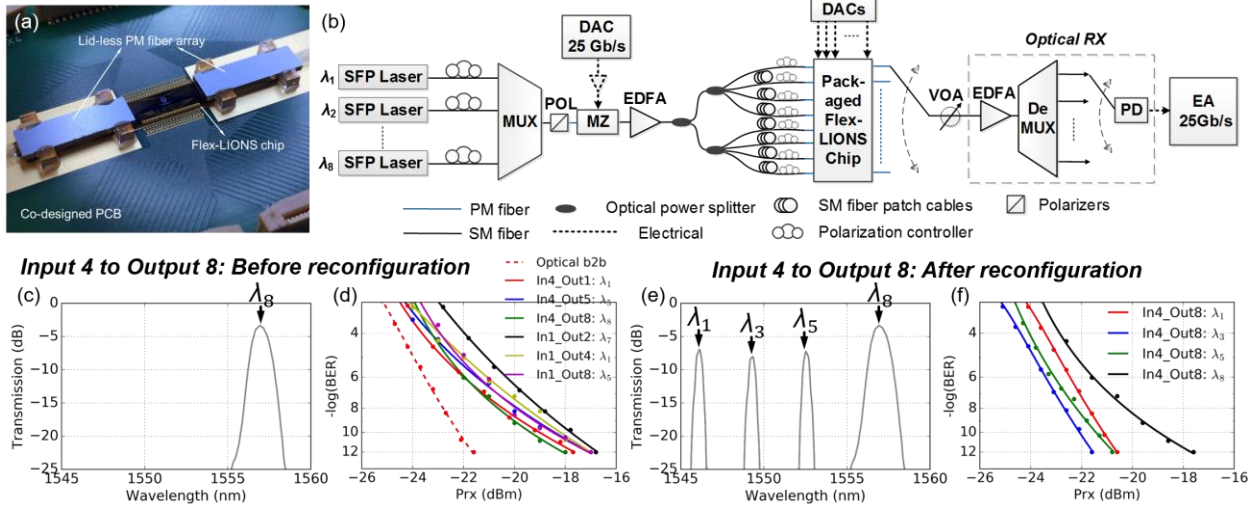 (a)
Lid-less PM fiber array
Flex-LIONS chip
Co-designed PCB
(b)
DAC
25 Gb/s
DACs
Optical RX
λ1
SFP Laser
λ2
SFP Laser
λ8
SFP Laser
MUX
POL
MZ
EDFA
Pack-
aged
Flex-
LIONS
Chip
VOA
EDFA
De
MUX
PD
EA
25Gb/s
PM fiber
Optical power splitter
SM fiber patch cables
Polarizers
SM fiber
Electrical
Polarization controller
Input 4 to Output 8: Before reconfiguration
(c)
λ8
Transmission (dB)
0
−5
−10
−15
−20
−25
1545
1550
1555
1560
Wavelength (nm)
(d)
Optical b2b
In4_Out1: λ1
In4_Out5: λ5
In4_Out8: λ8
In1_Out2: λ7
In1_Out4: λ1
In1_Out8: λ5
-log(BER)
4
6
8
10
12
−26
−24
−22
−20
−18
−16
Prx (dBm)
Input 4 to Output 8: After reconfiguration
(e)
λ1
λ3
λ5
λ8
Transmission (dB)
0
−5
−10
−15
−20
−25
1545
1550
1555
1560
Wavelength (nm)
(f)
In4_Out8: λ1
In4_Out8: λ3
In4_Out8: λ5
In4_Out8: λ8
-log(BER)
4
6
8
10
12
−26
−24
−22
−20
−18
−16
Prx (dBm)